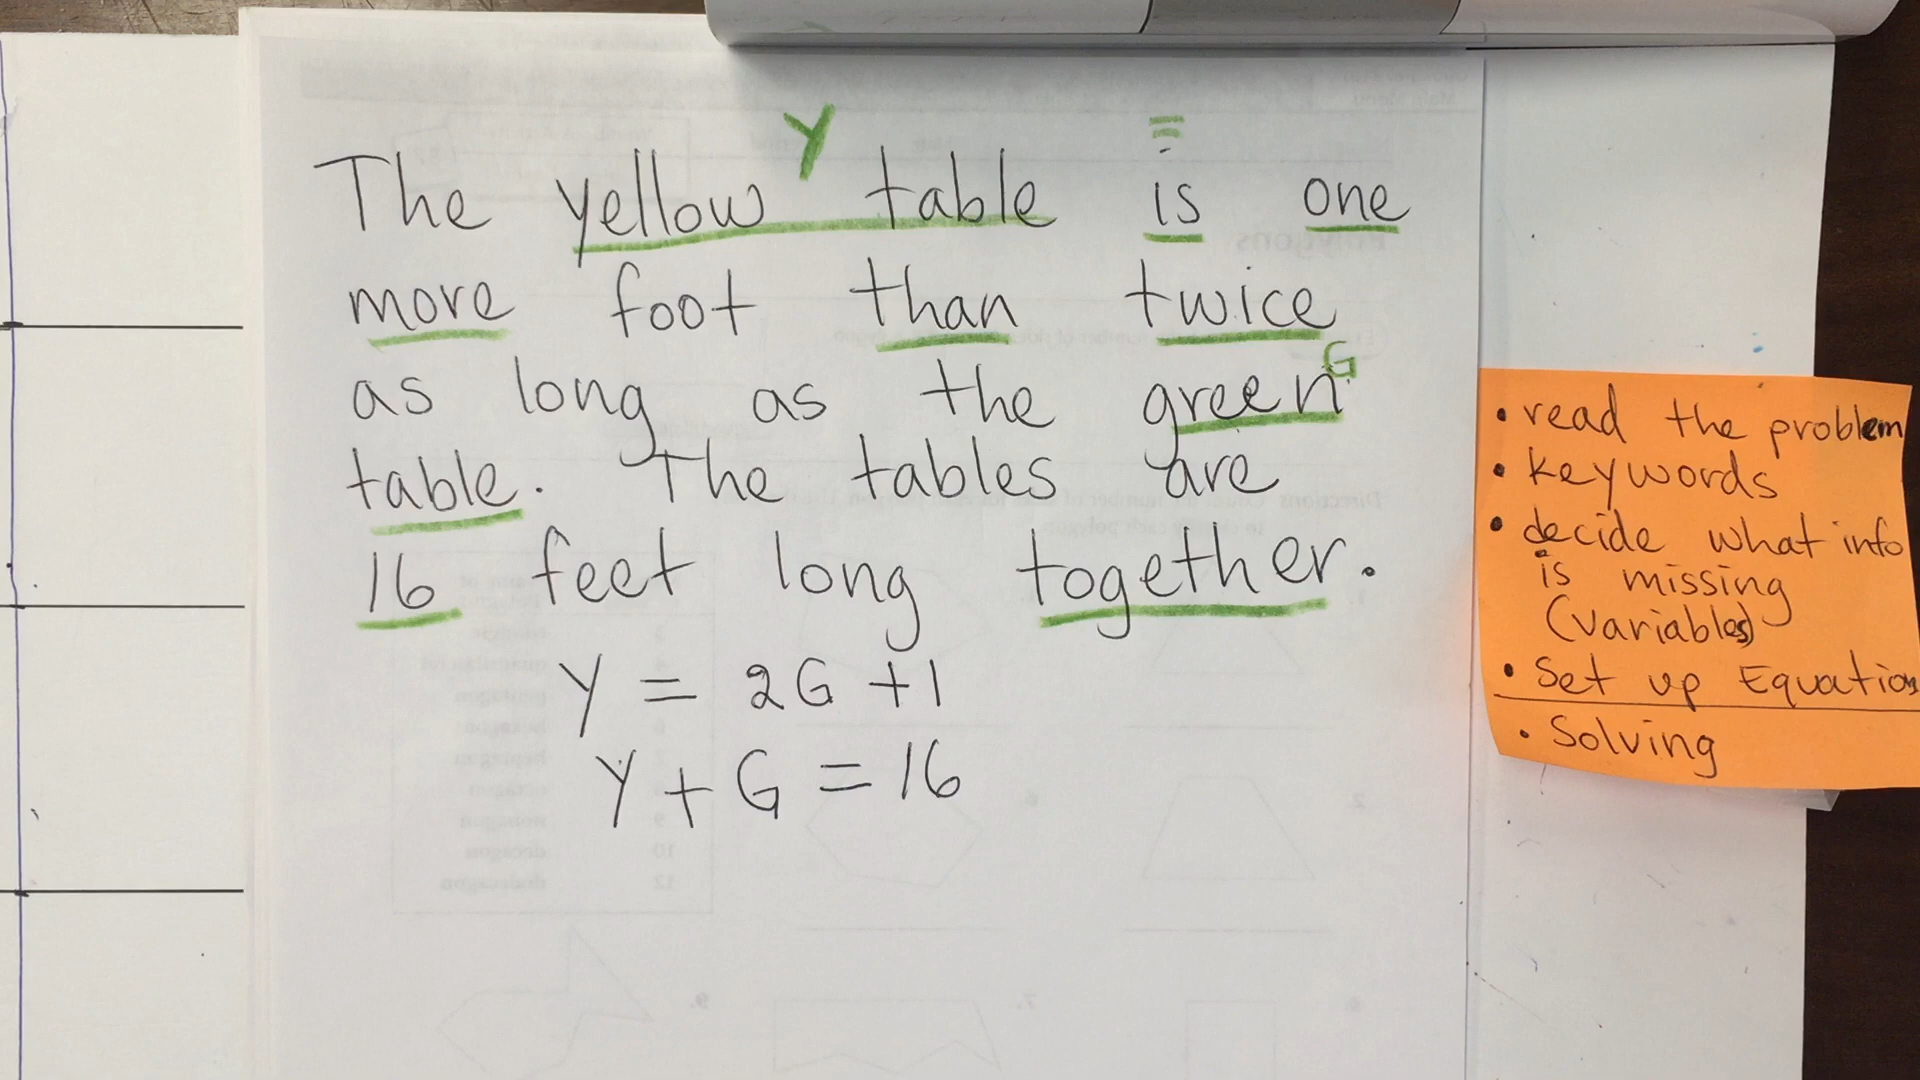 Y
=
The yellow table is one
more foot than twice
G
as long as the green
table. The tables are
16 feet long together.
Y = 2G +1
Y + G = 16
• read the problem
• keywords
• decide what info
is missing
(variables)
• Set up Equations
• Solving